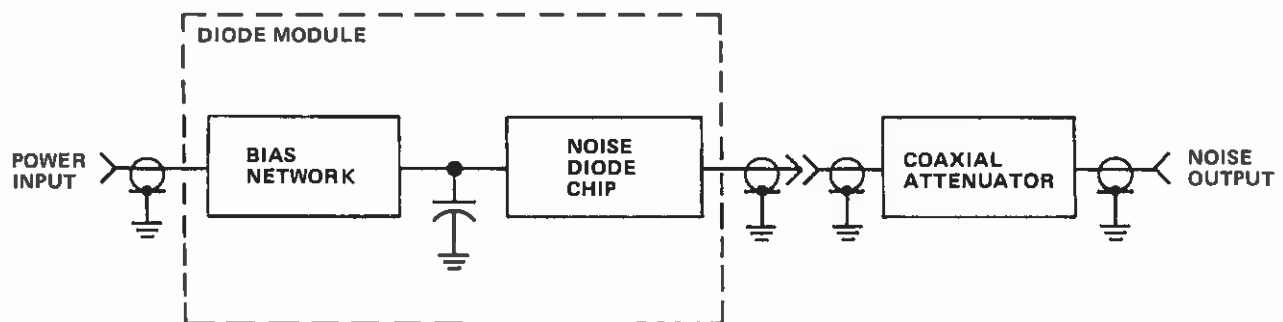 DIODE MODULE
POWER
INPUT
BIAS
NETWORK
NOISE
DIODE
CHIP
COAXIAL
ATTENUATOR
NOISE
OUTPUT